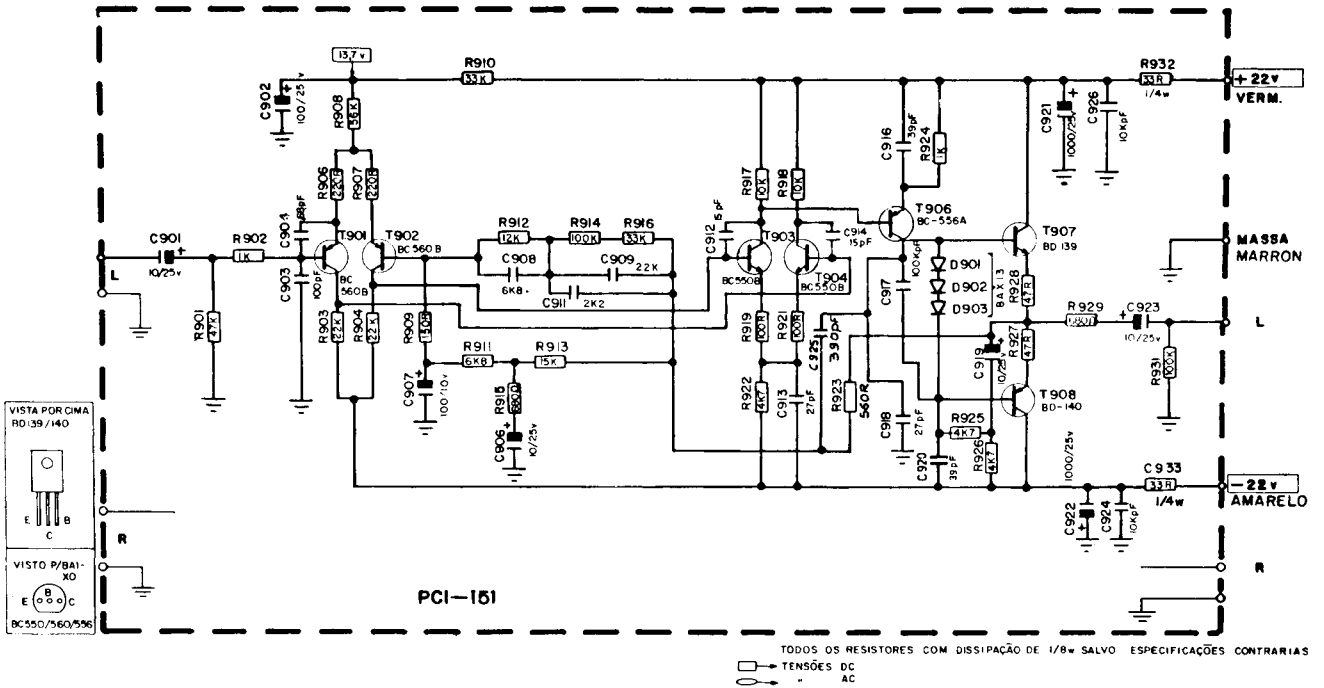 13,7 v
R910
33K
C902
+
100/25v
R908
56K
R932
33R
1/4w
+22v
VERM.
C921
+
1000/25v
C926
10Kpf
C916
39pF
R924
1K
R906
220R
R907
220R
R917
10K
R918
10K
C904
68pF
T901
BC
560B
T902
BC560B
R912
12K
R914
100K
R916
33K
C908
6K8
C909
22K
C911
2K2
C912
15pF
T903
BC550B
C914
15pF
T904
BC550B
T906
BC-556A
T907
BD139
MASSA
MARRON
C901
+
10/25v
R902
1K
L
C903
100pF
R901
47K
R903
22K
R904
22K
R909
150R
R911
6K8
R913
15K
C907
+
100/10v
R915
680Ω
C906
+
10/25v
R919
100R
R921
100R
R922
4K7
C913
27pF
C925
390pF
R923
560R
100KpF
C917
C918
27pF
D901
D902
D903
BAX13
R928
47R
R927
47R
C919
+
10/25v
R929
680Ω
C923
+
10/25v
L
R931
100K
T908
BD-140
R925
4K7
R926
4K7
C920
39pF
1000/25v
C922
+
C924
10Kpf
C933
33R
1/4w
-22v
AMARELO
VISTA POR CIMA
BD139/140
E
B
C
R
VISTO P/BAI-
XO
E
B
C
BC550/560/556
R
PCI-151
TODOS OS RESISTORES COM DISSIPAÇÃO DE 1/8w SALVO ESPECIFICAÇÕES CONTRARIAS
TENSÕES DC
" AC